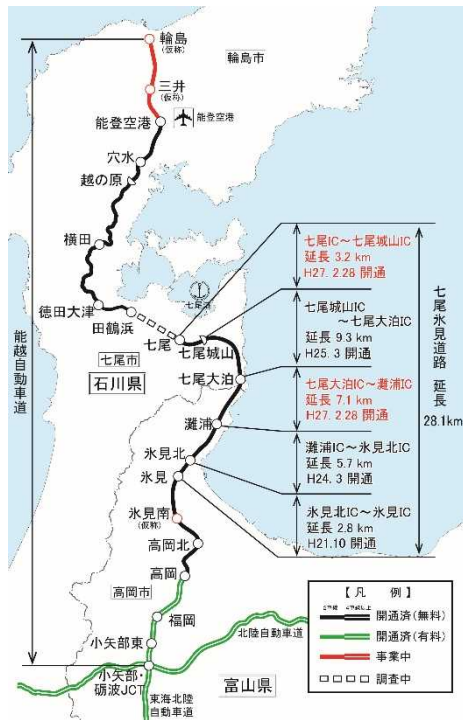 輪島
(仮称)
輪島市
三井
(仮称)
能登空港
能登空港
穴水
越の原
横田
徳田大津
田鶴浜
七尾港
七尾
七尾城山
七尾市
石川県
七尾大泊
灘浦
氷見北
氷見
氷見南
(仮称)
高岡北
高岡
高岡市
福岡
小矢部東
小矢部・
砺波JCT
北陸自動車道
東海北陸
自動車道
富山県
能越自動車道
七尾IC～七尾城山IC
延長 3.2 km
H27. 2.28 開通
七尾城山IC
～七尾大泊IC
延長 9.3 km
H25. 3 開通
七尾大泊IC～灘浦IC
延長 7.1 km
H27. 2.28 開通
灘浦IC～氷見北IC
延長 5.7 km
H24. 3 開通
氷見北IC～氷見IC
延長 2.8 km
H21.10 開通
七尾氷見道路 延長
28.1km
【 凡 例 】
開通済(無料)
開通済(有料)
事業中
調査中